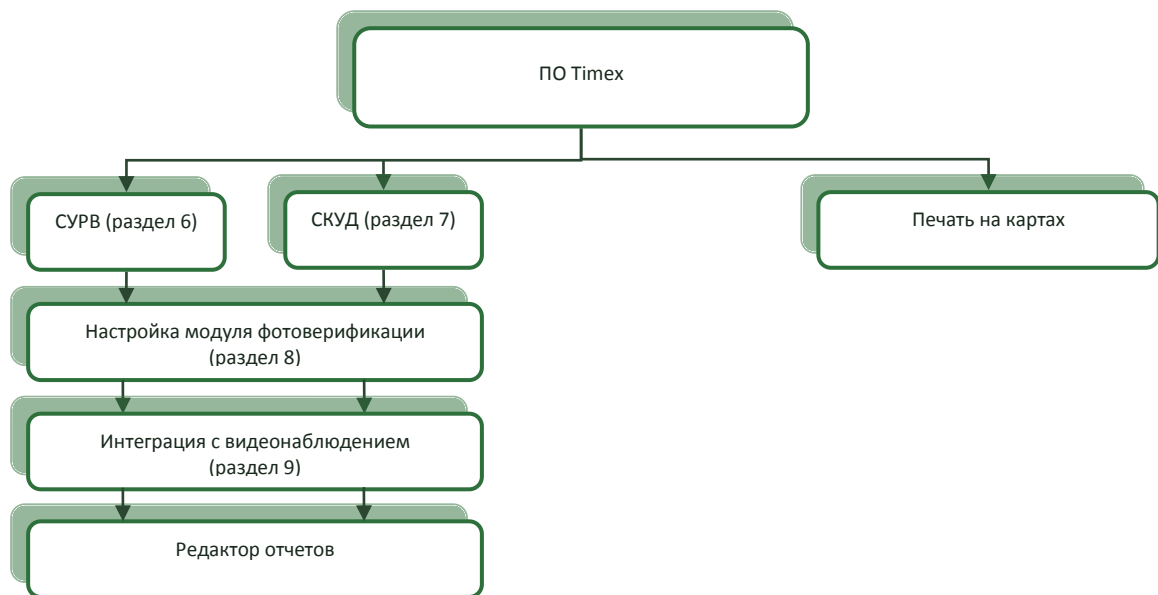 ПО Timex
СУРВ (раздел 6)
СКУД (раздел 7)
Печать на картах
Настройка модуля фотоверификации
(раздел 8)
Интеграция с видеонаблюдением
(раздел 9)
Редактор отчетов